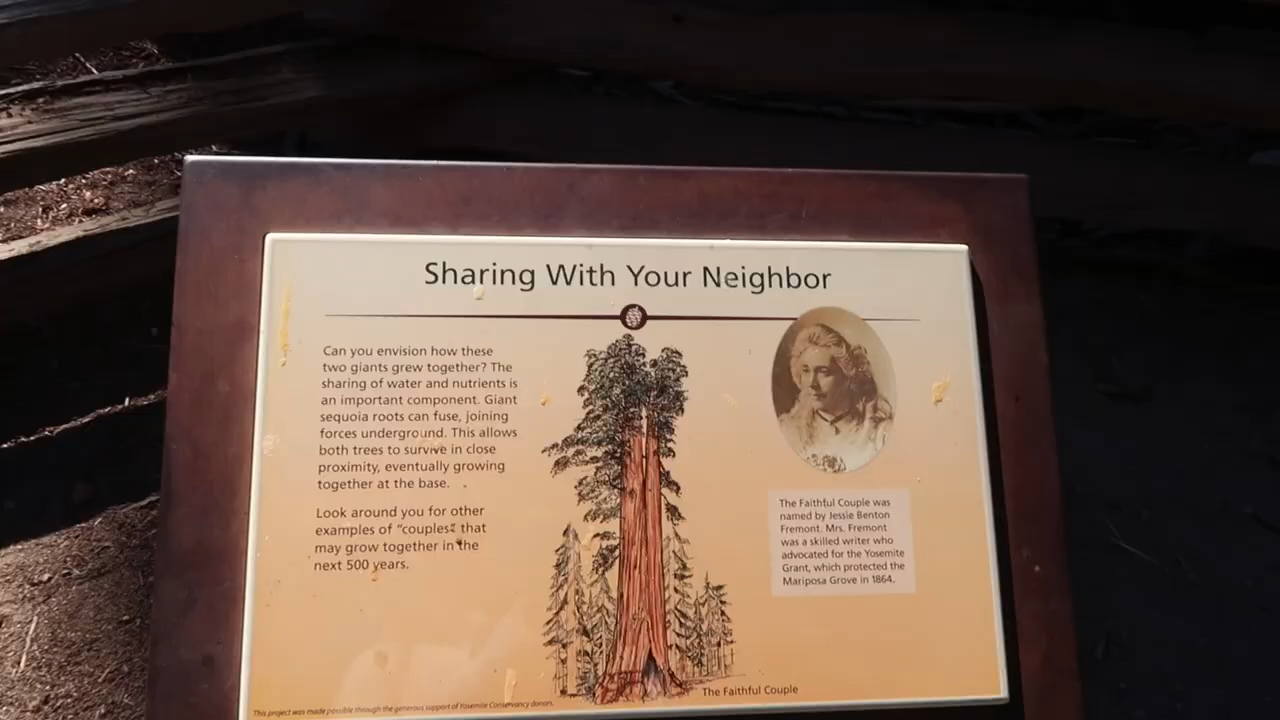 Sharing With Your Neighbor
Can you envision how these
two giants grew together? The
sharing of water and nutrients is
an important component. Giant
sequoia roots can fuse, joining
forces underground. This allows
both trees to survive in close
proximity, eventually growing
together at the base.
Look around you for other
examples of “couples” that
may grow together in the
next 500 years.
The Faithful Couple was
named by Jessie Benton
Fremont. Mrs. Fremont
was a skilled writer who
advocated for the Yosemite
Grant, which protected the
Mariposa Grove in 1864.
The Faithful Couple
This project was made possible through the generous support of Yosemite Conservancy donors.